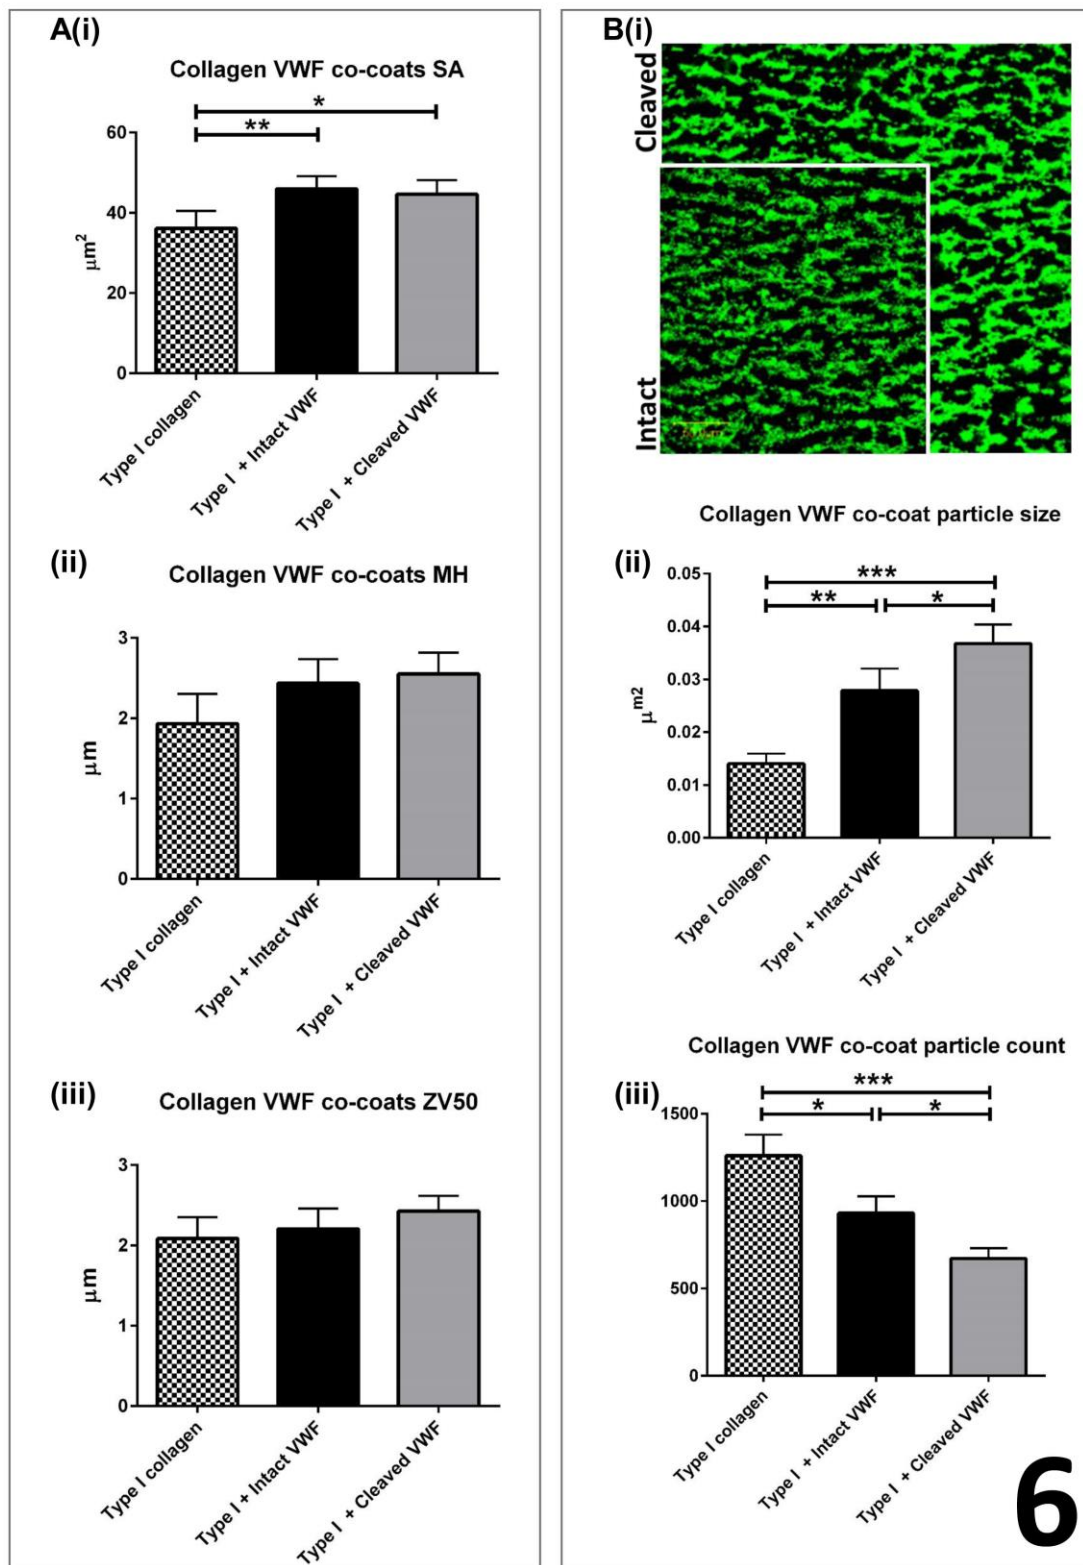 A(i)
Collagen VWF co-coats SA
*
**
60
40
20
0
μm²
Type I collagen
Type I + Intact VWF
Type I + Cleaved VWF
(ii)
Collagen VWF co-coats MH
3
2
1
0
μm
Type I collagen
Type I + Intact VWF
Type I + Cleaved VWF
(iii)
Collagen VWF co-coats ZV50
3
2
1
0
μm
Type I collagen
Type I + Intact VWF
Type I + Cleaved VWF
B(i)
Cleaved
Intact
Collagen VWF co-coat particle size
(ii)
***
**
*
0.05
0.04
0.03
0.02
0.01
0.00
μm2
Type I collagen
Type I + Intact VWF
Type I + Cleaved VWF
Collagen VWF co-coat particle count
(iii)
***
*
*
1500
1000
500
0
Type I collagen
Type I + Intact VWF
Type I + Cleaved VWF
6